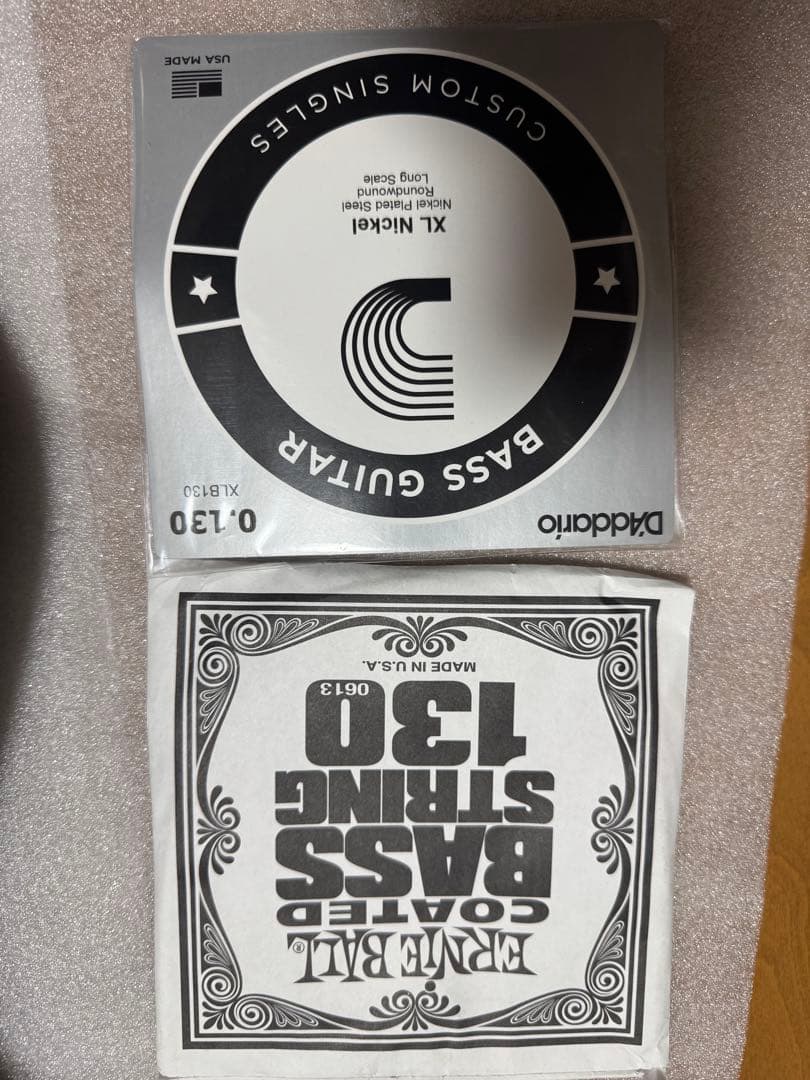 D'Addario
0.130
XLB130
BASS GUITAR
XL Nickel
Nickel Plated Steel
Roundwound
Long Scale
CUSTOM SINGLES
USA MADE
ERNIE BALL®
COATED
BASS
STRING
130
0613
MADE IN U.S.A.